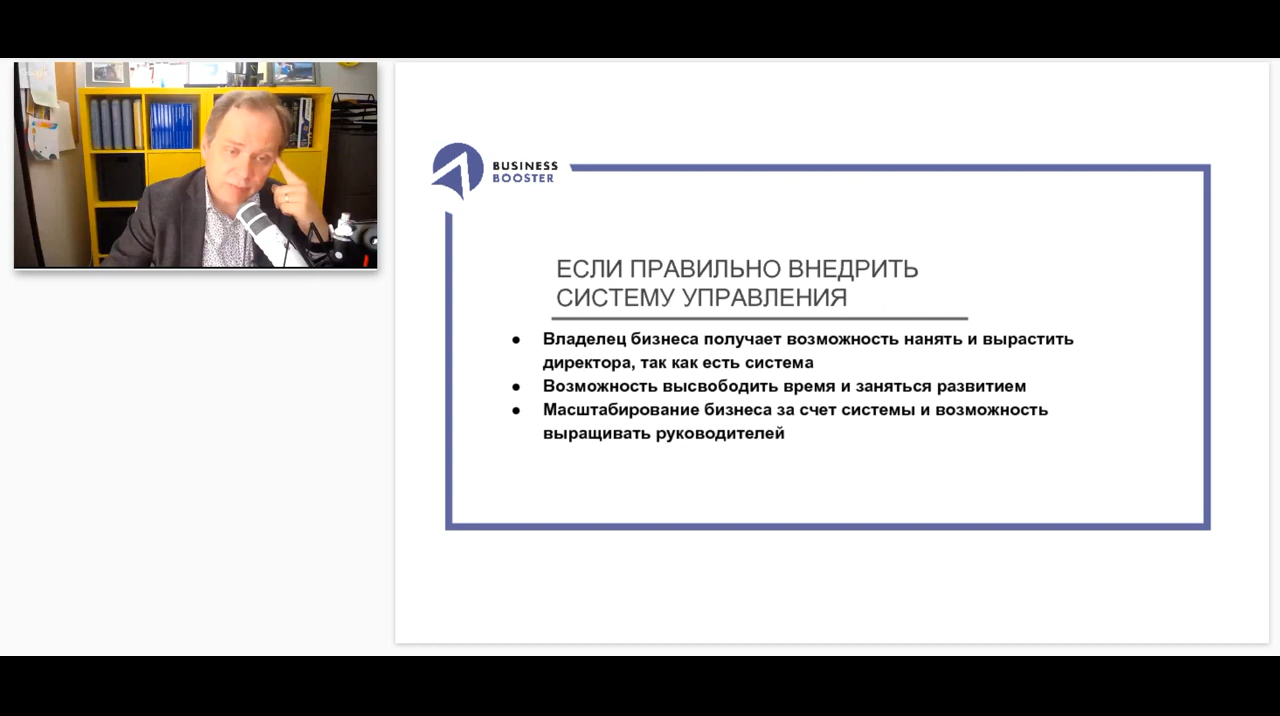 BUSINESS
BOOSTER
ЕСЛИ ПРАВИЛЬНО ВНЕДРИТЬ
СИСТЕМУ УПРАВЛЕНИЯ
● Владелец бизнеса получает возможность нанять и вырастить
директора, так как есть система
● Возможность высвободить время и заняться развитием
● Масштабирование бизнеса за счет системы и возможность
выращивать руководителей